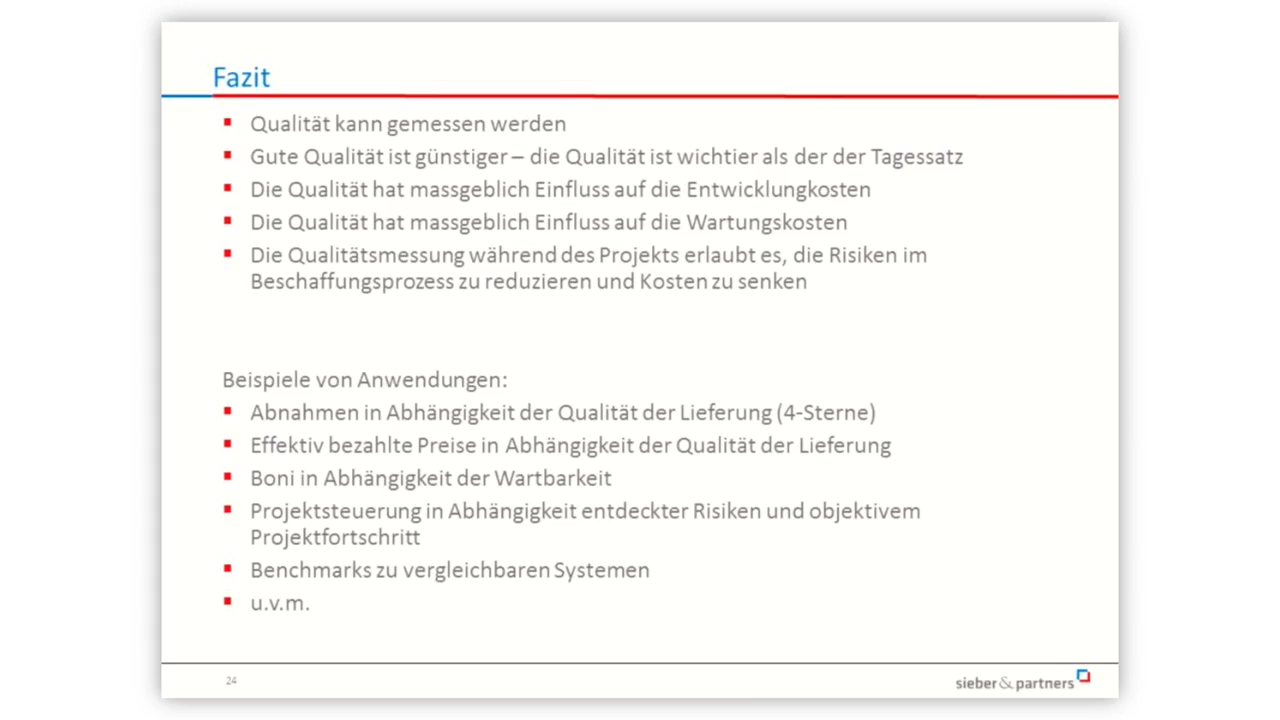 Fazit
Qualität kann gemessen werden
Gute Qualität ist günstiger – die Qualität ist wichtier als der der Tagessatz
Die Qualität hat massgeblich Einfluss auf die Entwicklungkosten
Die Qualität hat massgeblich Einfluss auf die Wartungskosten
Die Qualitätsmessung während des Projekts erlaubt es, die Risiken im
Beschaffungsprozess zu reduzieren und Kosten zu senken
Beispiele von Anwendungen:
Abnahmen in Abhängigkeit der Qualität der Lieferung (4-Sterne)
Effektiv bezahlte Preise in Abhängigkeit der Qualität der Lieferung
Boni in Abhängigkeit der Wartbarkeit
Projektsteuerung in Abhängigkeit entdeckter Risiken und objektivem
Projektfortschritt
Benchmarks zu vergleichbaren Systemen
u.v.m.
24
sieber & partners